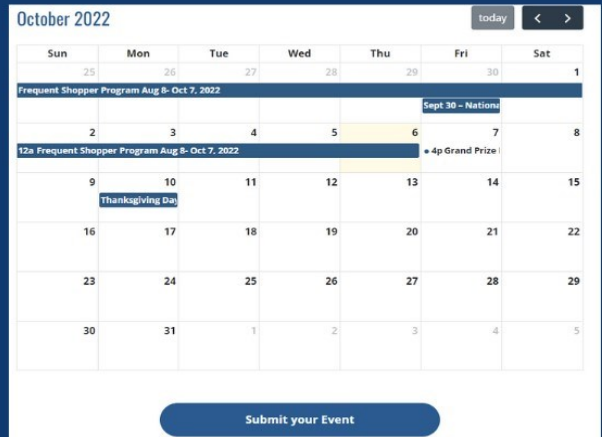 October 2022
today < >
Sun Mon Tue Wed Thu Fri Sat
25 26 27 28 29 30 1
Frequent Shopper Program Aug 8- Oct 7, 2022
Sept 30 – Nationa
2 3 4 5 6 7 8
12a Frequent Shopper Program Aug 8- Oct 7, 2022 • 4p Grand Prize
9 10 11 12 13 14 15
Thanksgiving Day
16 17 18 19 20 21 22
23 24 25 26 27 28 29
30 31 1 2 3 4 5
Submit your Event